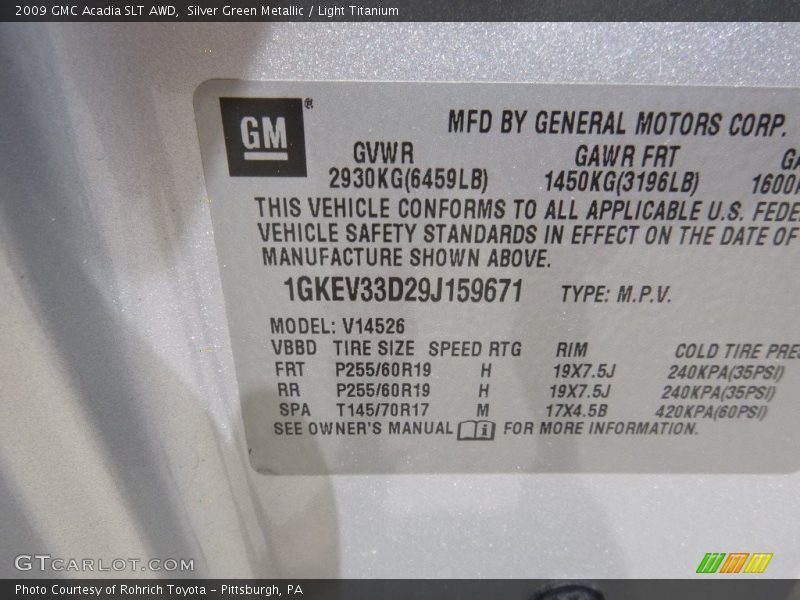 2009 GMC Acadia SLT AWD, Silver Green Metallic / Light Titanium
GM®
MFD BY GENERAL MOTORS CORP.
GVWR GAWR FRT
2930KG(6459LB) 1450KG(3196LB)
THIS VEHICLE CONFORMS TO ALL APPLICABLE U.S.
VEHICLE SAFETY STANDARDS IN EFFECT ON THE DATE OF
MANUFACTURE SHOWN ABOVE.
1GKEV33D29J159671 TYPE: M.P.V.
MODEL: V14526
VBBD TIRE SIZE SPEED RTG RIM COLD TIRE
FRT P255/60R19 H 19X7.5J 240KPA(35PSI)
RR P255/60R19 H 19X7.5J 240KPA(35PSI)
SPA T145/70R17 M 17X4.5B 420KPA(60PSI)
SEE OWNER'S MANUAL i FOR MORE INFORMATION.
GTCARLOT.COM
Photo Courtesy of Rohrich Toyota - Pittsburgh, PA